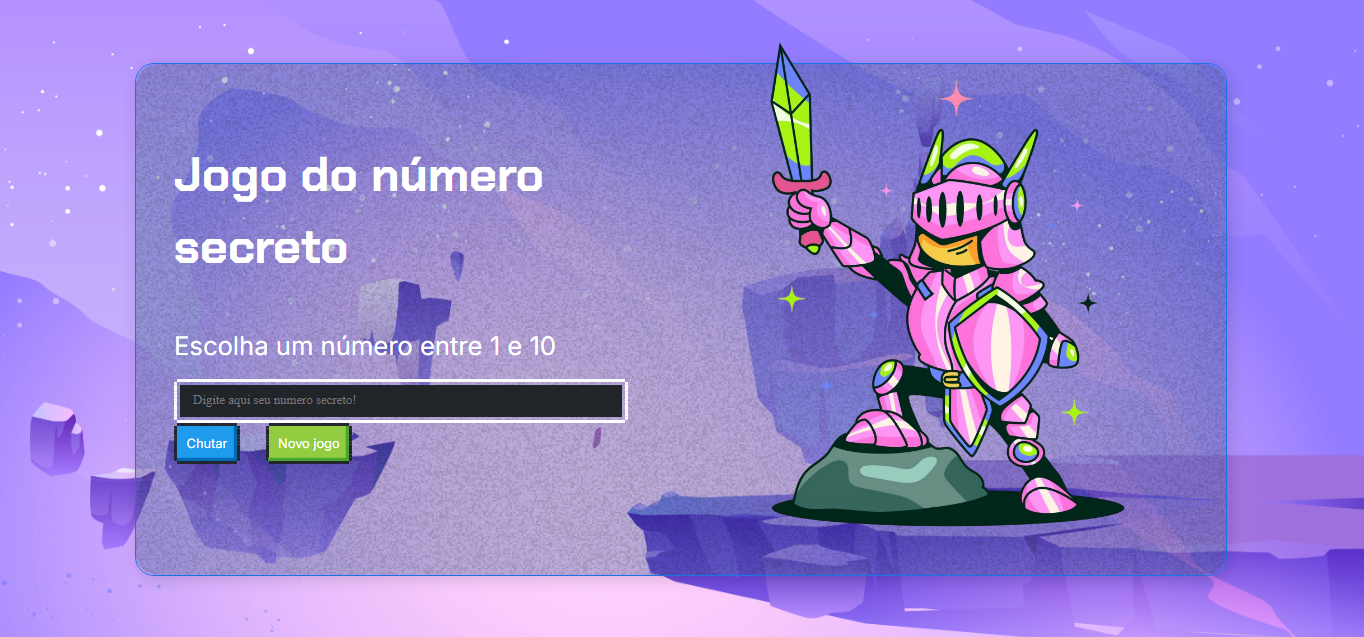 Jogo do número
secreto
Escolha um número entre 1 e 10
Digite aqui seu numero secreto!
Chutar
Novo jogo